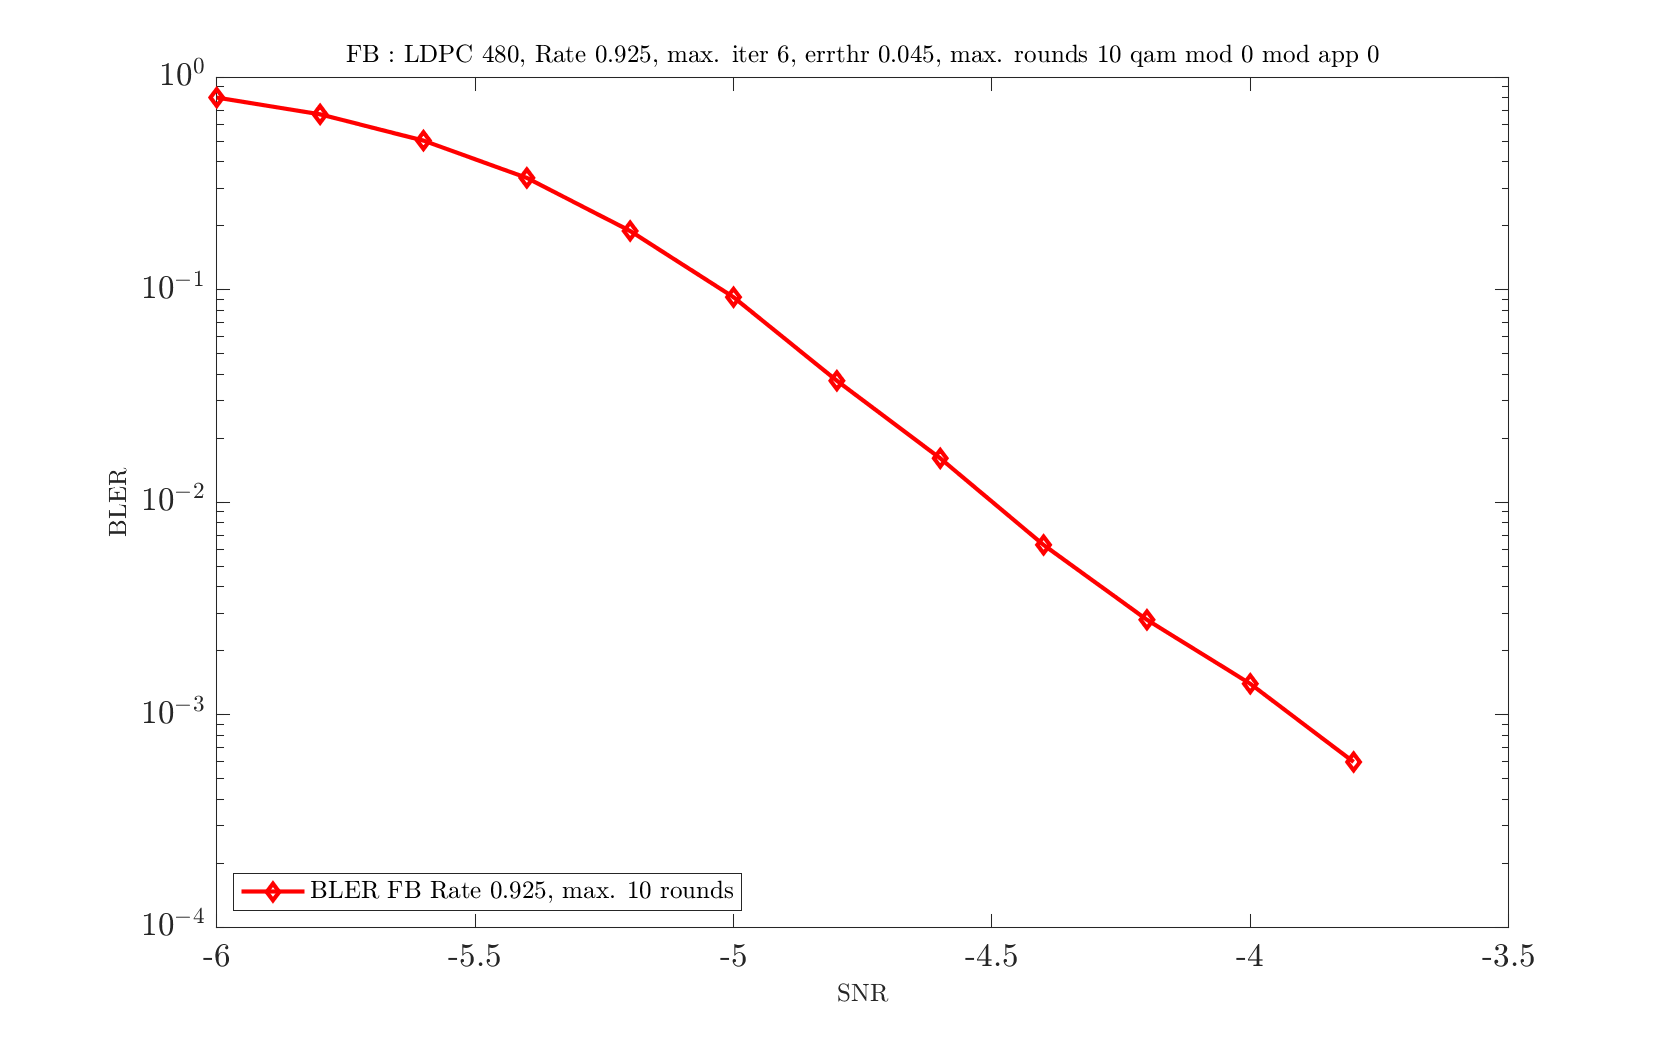 FB : LDPC 480, Rate 0.925, max. iter 6, errthr 0.045, max. rounds 10 qam mod 0 mod app 0
10^0
10^{-1}
10^{-2}
10^{-3}
10^{-4}
BLER
BLER FB Rate 0.925, max. 10 rounds
-6 -5.5 -5 -4.5 -4 -3.5
SNR